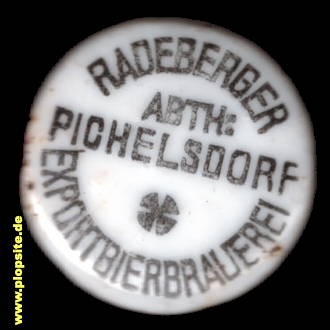 RADEBERGER
ABTH:
PICHELSDORF
EXPORTBIERBRAUEREI
www.plopsite.de